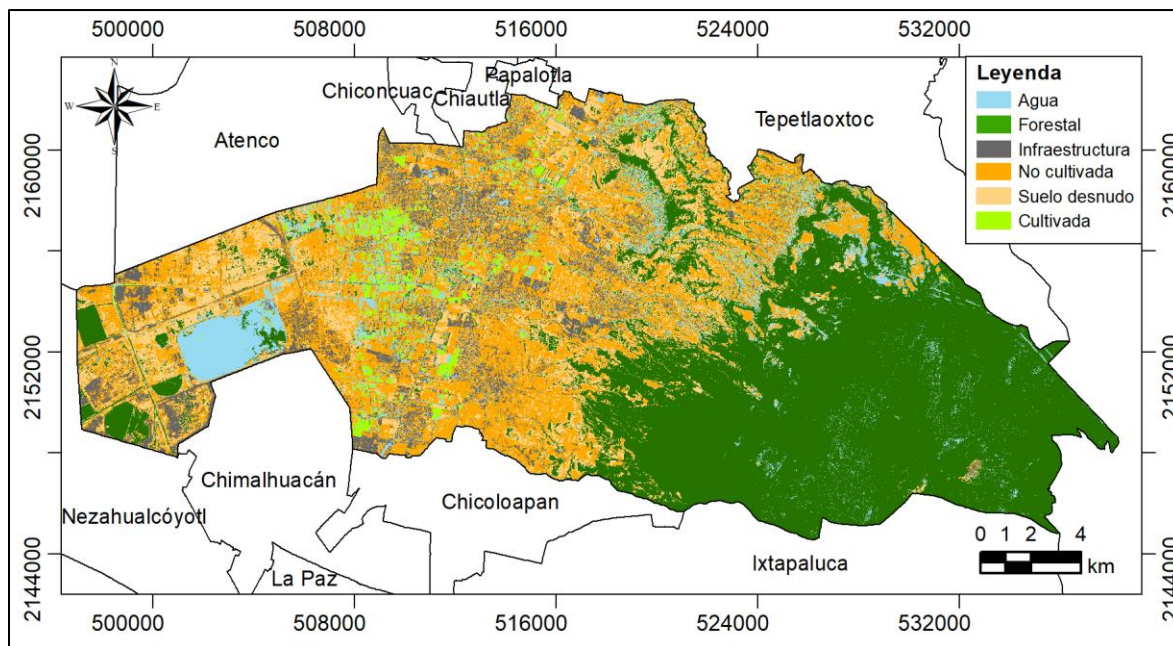 500000 508000 516000 524000 532000
N
W E
S
Papalotla
Chiconcuac
Chiautla
Tepetlaoxtoc
Atenco
Leyenda
Agua
Forestal
Infraestructura
No cultivada
Suelo desnudo
Cultivada
2160000 2160000
2152000 2152000
2144000 2144000
Chimalhuacán
Chicoloapan
Nezahualcóyotl
La Paz
Ixtapaluca
0 1 2 4
km
500000 508000 516000 524000 532000